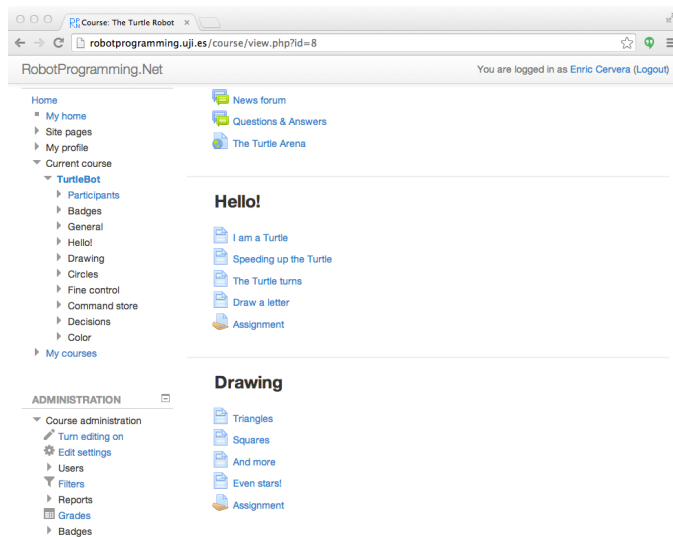 Course: The Turtle Robot
robotprogramming.uji.es/course/view.php?id=8
RobotProgramming.Net
You are logged in as Enric Cervera (Logout)
Home
My home
Site pages
My profile
Current course
TurtleBot
Participants
Badges
General
Hello!
Drawing
Circles
Fine control
Command store
Decisions
Color
My courses
ADMINISTRATION
Course administration
Turn editing on
Edit settings
Users
Filters
Reports
Grades
Badges
News forum
Questions & Answers
The Turtle Arena
Hello!
I am a Turtle
Speeding up the Turtle
The Turtle turns
Draw a letter
Assignment
Drawing
Triangles
Squares
And more
Even stars!
Assignment